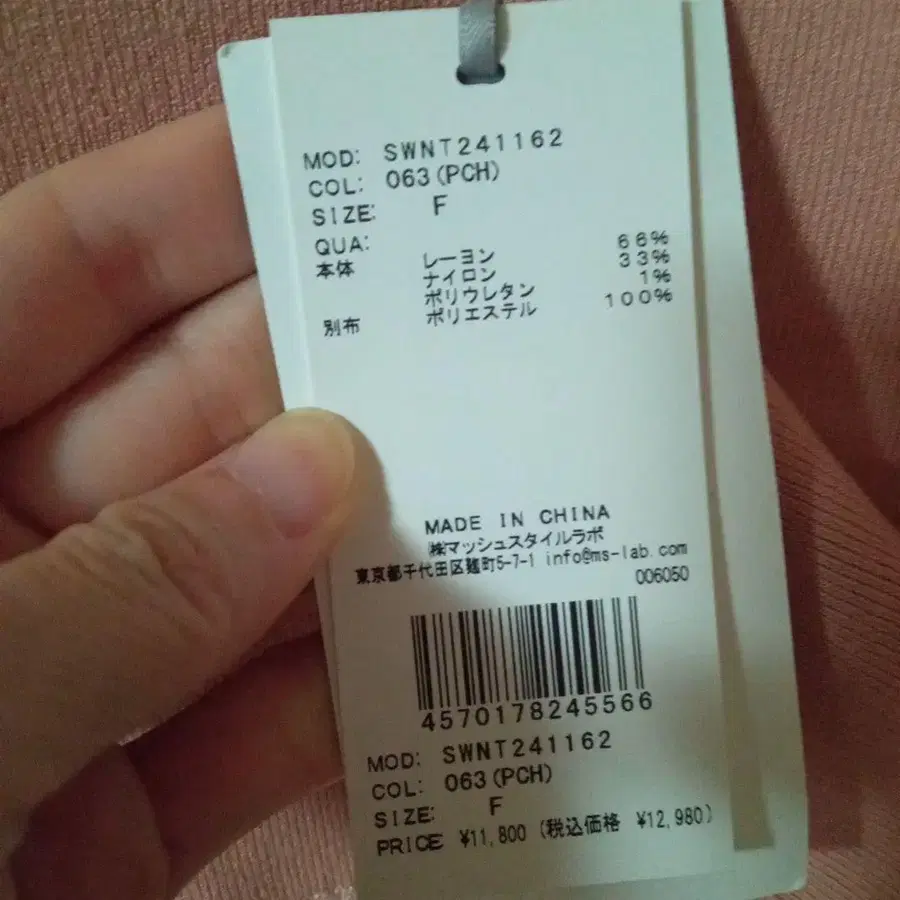 MOD: SWNT241162
COL: 063(PCH)
SIZE: F
QUA:
本体 レーヨン 66%
ナイロン 33%
ポリウレタン 1%
別布 ポリエステル 100%
MADE IN CHINA
㈱マッシュスタイルラボ
東京都千代田区麹町5-7-1 info@ms-lab.com
006050
4570178245566
MOD: SWNT241162
COL: 063(PCH)
SIZE: F
PRICE ¥11,800 (税込価格 ¥12,980)